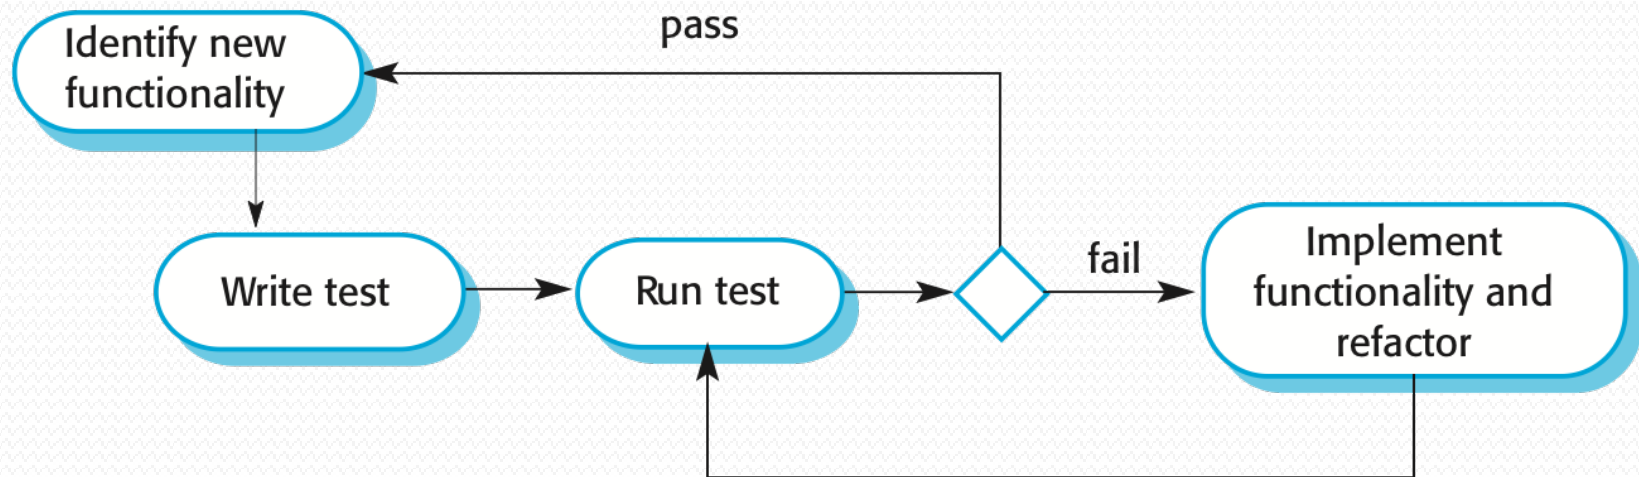 Identify new
functionality
pass
Write test
Run test
fail
Implement
functionality and
refactor